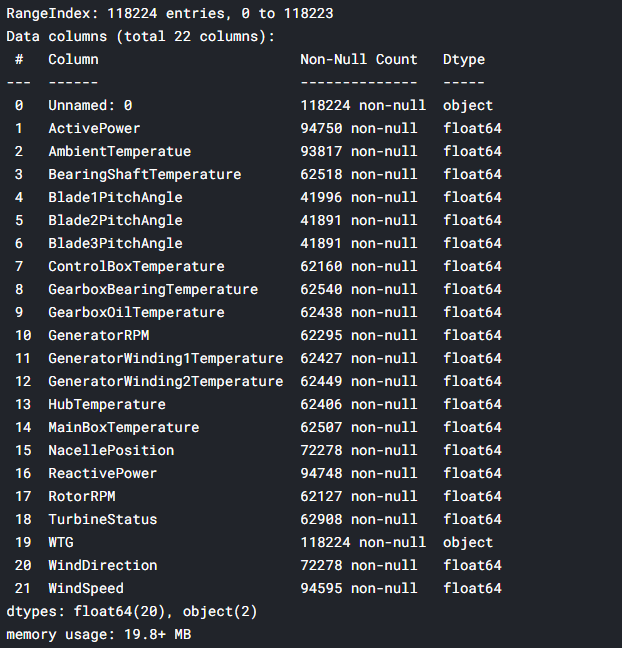 RangeIndex: 118224 entries, 0 to 118223
Data columns (total 22 columns):
 #   Column                        Non-Null Count   Dtype
---  ------                        --------------   -----
 0   Unnamed: 0                    118224 non-null  object
 1   ActivePower                   94750 non-null   float64
 2   AmbientTemperatue             93817 non-null   float64
 3   BearingShaftTemperature       62518 non-null   float64
 4   Blade1PitchAngle              41996 non-null   float64
 5   Blade2PitchAngle              41891 non-null   float64
 6   Blade3PitchAngle              41891 non-null   float64
 7   ControlBoxTemperature         62160 non-null   float64
 8   GearboxBearingTemperature     62540 non-null   float64
 9   GearboxOilTemperature         62438 non-null   float64
 10  GeneratorRPM                  62295 non-null   float64
 11  GeneratorWinding1Temperature  62427 non-null   float64
 12  GeneratorWinding2Temperature  62449 non-null   float64
 13  HubTemperature                62406 non-null   float64
 14  MainBoxTemperature            62507 non-null   float64
 15  NacellePosition               72278 non-null   float64
 16  ReactivePower                 94748 non-null   float64
 17  RotorRPM                      62127 non-null   float64
 18  TurbineStatus                 62908 non-null   float64
 19  WTG                           118224 non-null  object
 20  WindDirection                 72278 non-null   float64
 21  WindSpeed                     94595 non-null   float64
dtypes: float64(20), object(2)
memory usage: 19.8+ MB